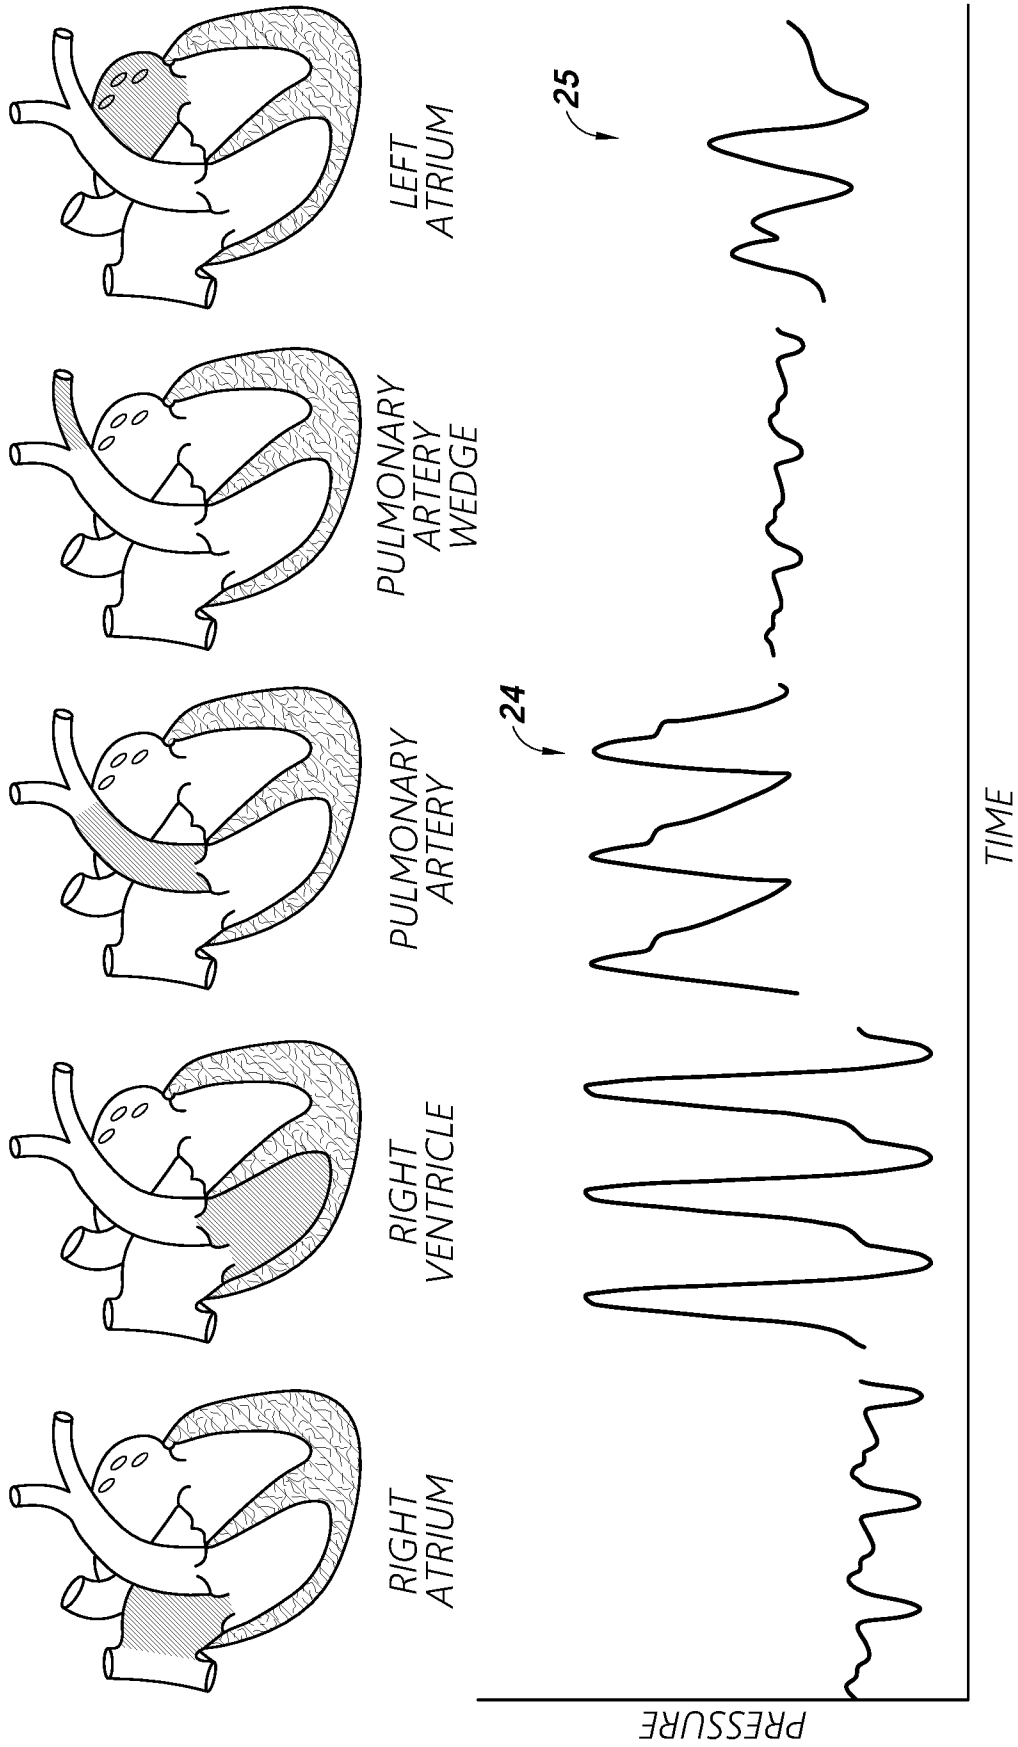 RIGHT
ATRIUM
RIGHT
VENTRICLE
PULMONARY
ARTERY
PULMONARY
ARTERY
WEDGE
LEFT
ATRIUM
24
25
PRESSURE
TIME